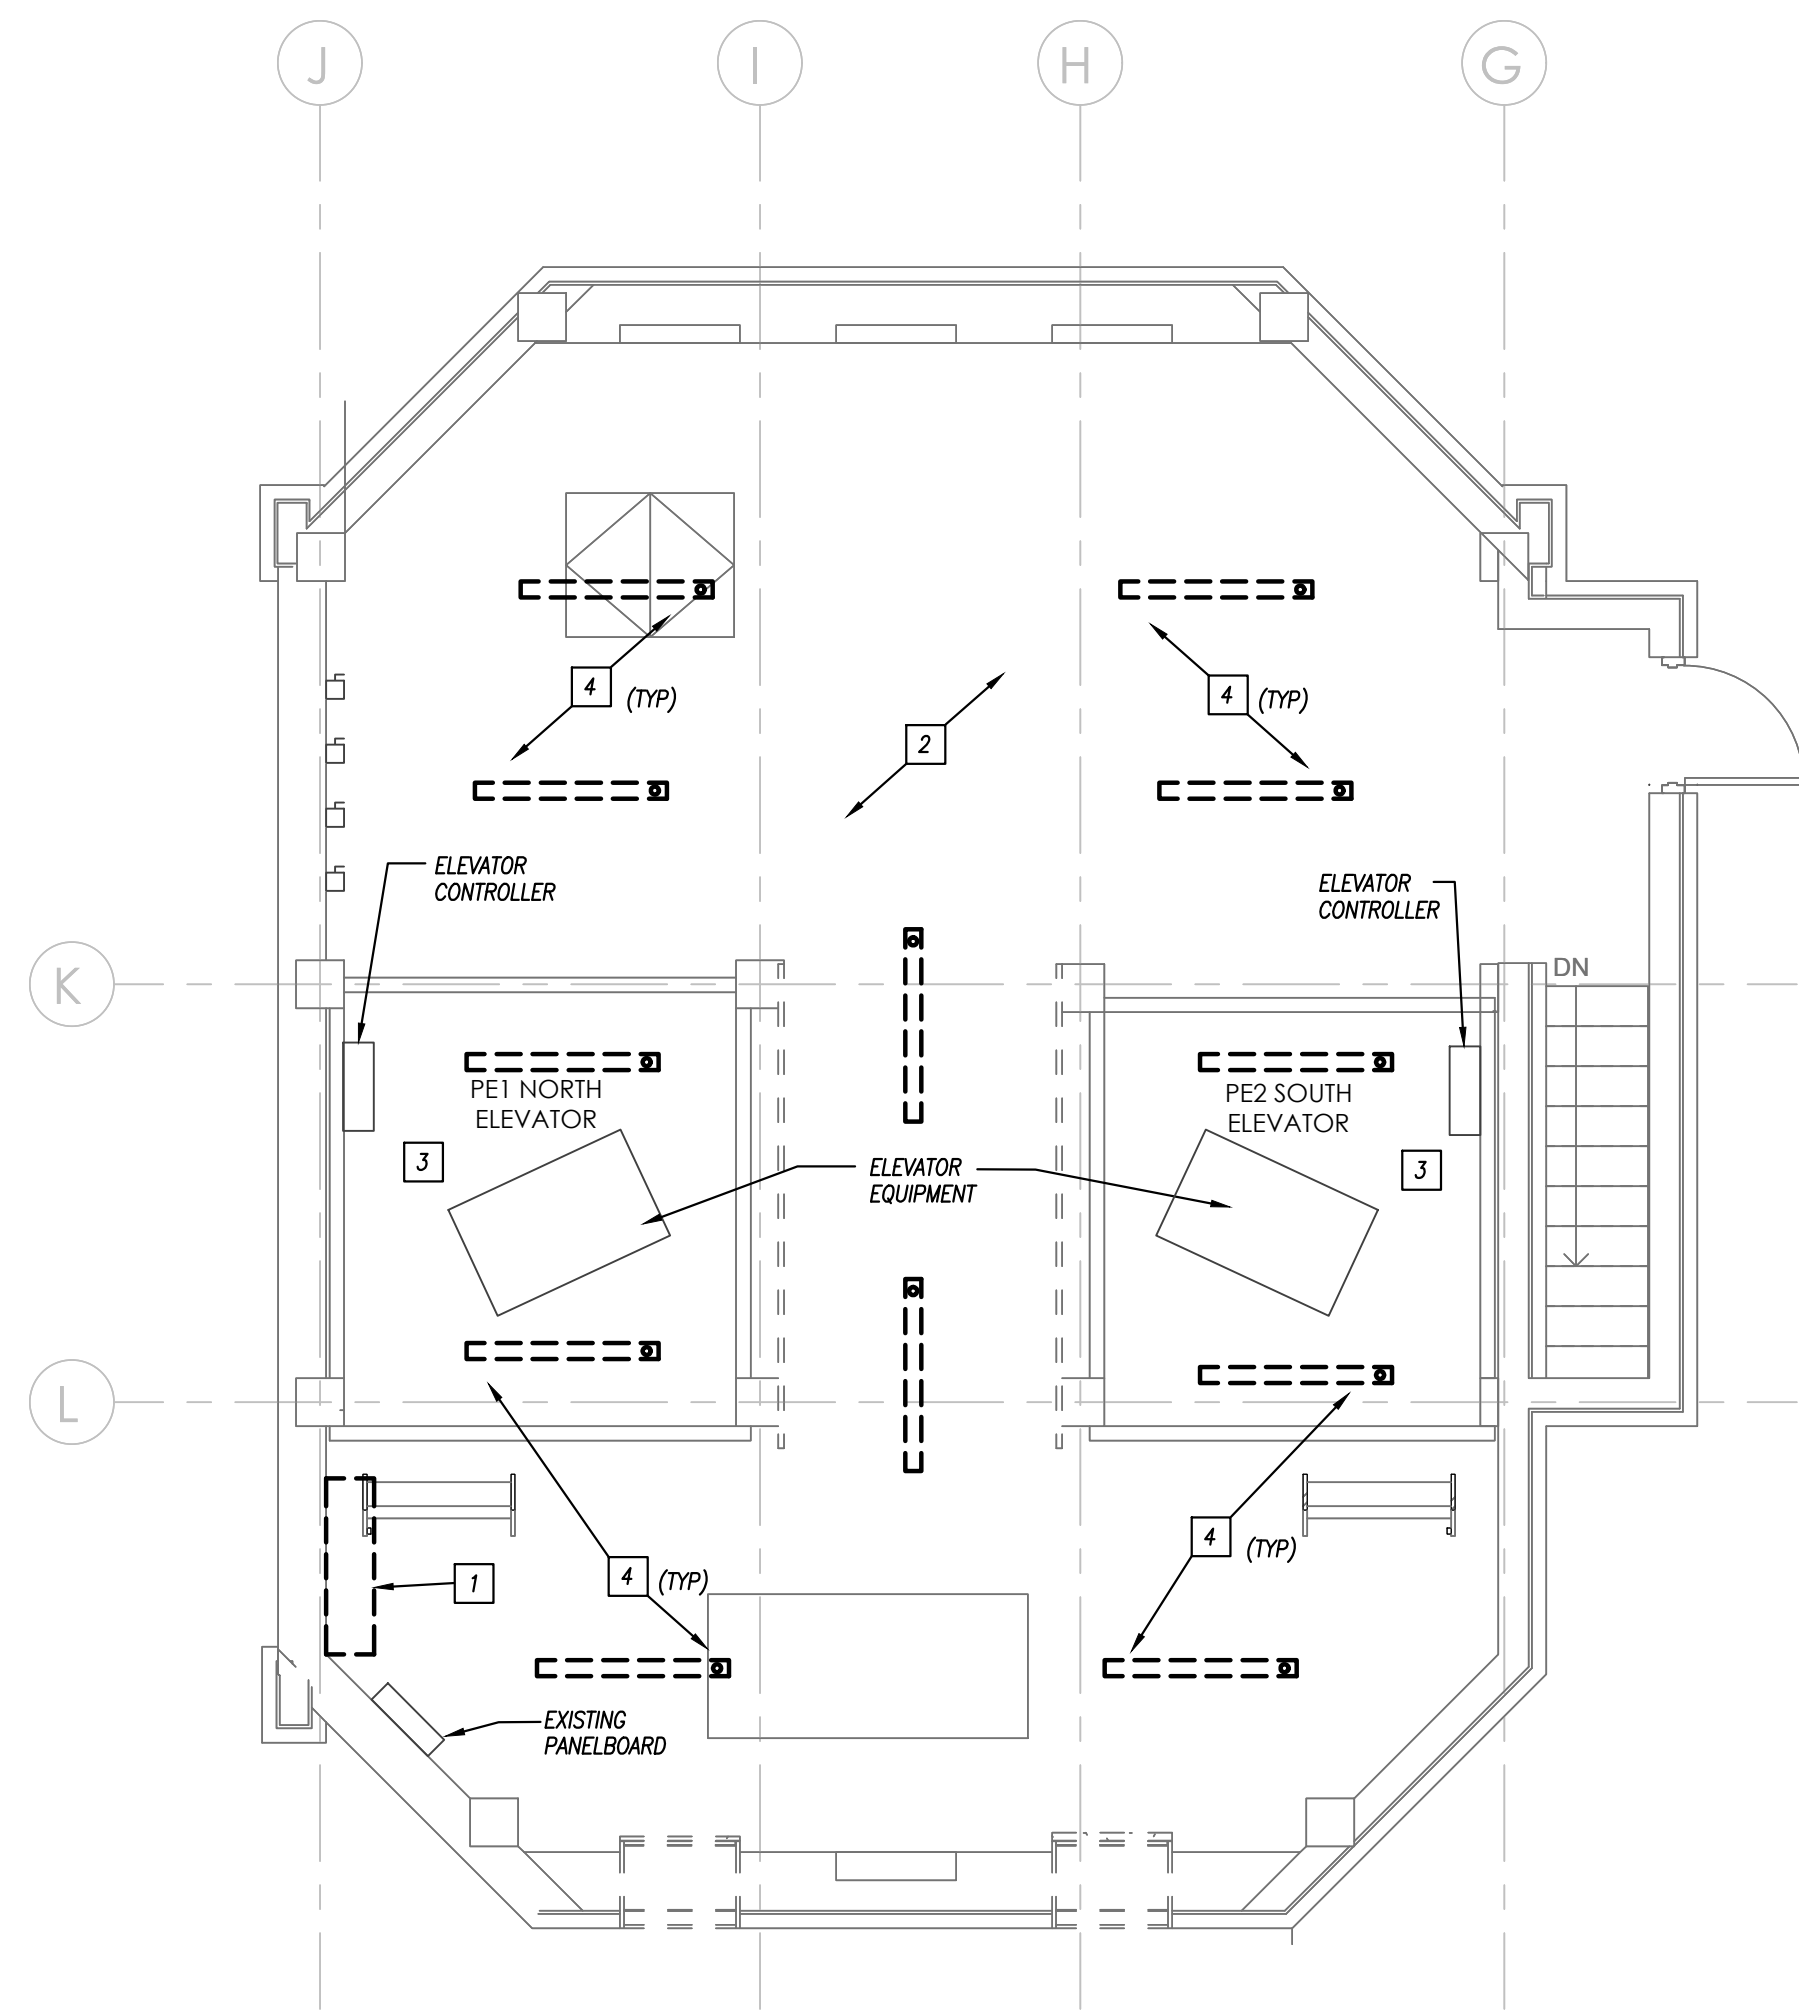 J
I
H
G
4
(TYP)
4
(TYP)
2
ELEVATOR
CONTROLLER
ELEVATOR
CONTROLLER
K
DN
PE1 NORTH
ELEVATOR
PE2 SOUTH
ELEVATOR
3
ELEVATOR
EQUIPMENT
3
L
1
4
(TYP)
4
(TYP)
EXISTING
PANELBOARD